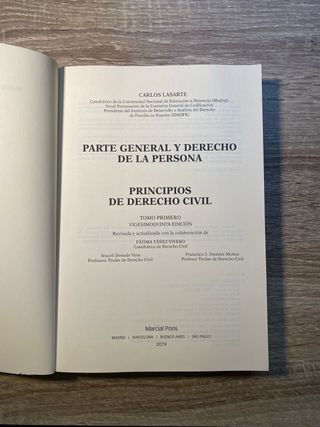 CARLOS LASARTE
Catedrático de la Universidad Nacional de Educación a Distancia (Madrid)
Vocal Permanente de la Comisión General de Codificación
Presidente del Instituto de Desarrollo y Análisis del Derecho
de Familia en España (IDADFE)
PARTE GENERAL Y DERECHO
DE LA PERSONA
PRINCIPIOS
DE DERECHO CIVIL
TOMO PRIMERO
VIGESIMOQUINTA EDICIÓN
Revisada y actualizada con la colaboración de
FÁTIMA YÁÑEZ VIVERO
Catedrática de Derecho Civil
Araceli Donado Vara
Profesora Titular de Derecho Civil
Francisco J. Jiménez Muñoz
Profesor Titular de Derecho Civil
Marcial Pons
MADRID | BARCELONA | BUENOS AIRES | SÃO PAULO
2019